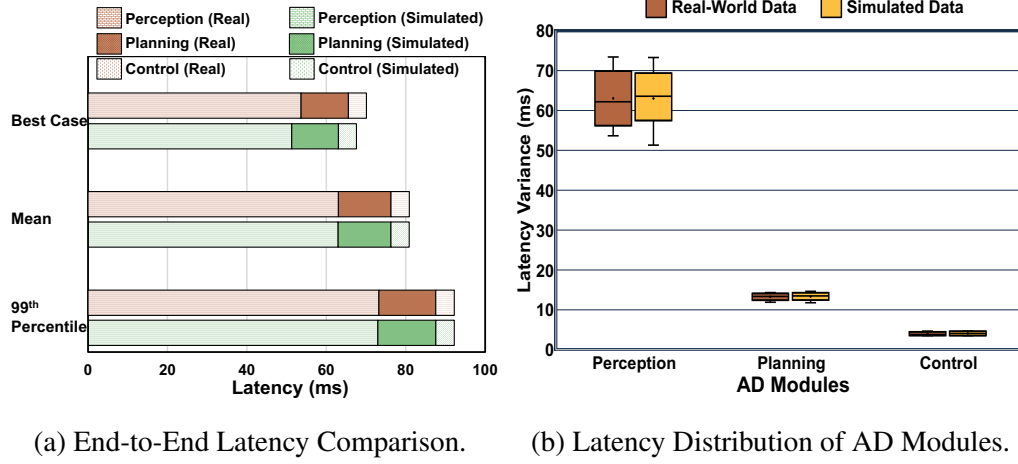 Perception (Real)
Perception (Simulated)
Planning (Real)
Planning (Simulated)
Control (Real)
Control (Simulated)
Best Case
Mean
99th
Percentile
0 20 40 60 80 100
Latency (ms)
(a) End-to-End Latency Comparison.
Real-World Data
Simulated Data
Latency Variance (ms)
80
70
60
50
40
30
20
10
0
Perception Planning Control
AD Modules
(b) Latency Distribution of AD Modules.